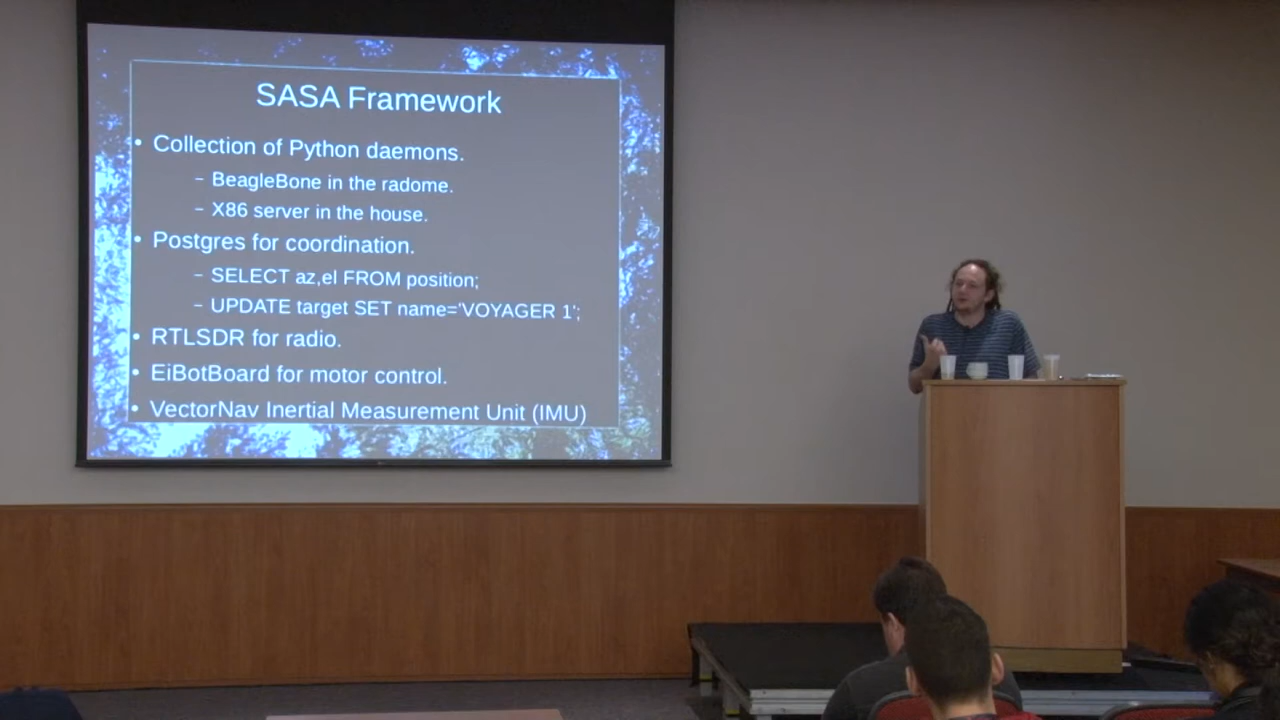 SASA Framework
• Collection of Python daemons.
– BeagleBone in the radome.
– X86 server in the house.
• Postgres for coordination.
– SELECT az,el FROM position;
– UPDATE target SET name='VOYAGER 1';
• RTLSDR for radio.
• EiBotBoard for motor control.
• VectorNav Inertial Measurement Unit (IMU)